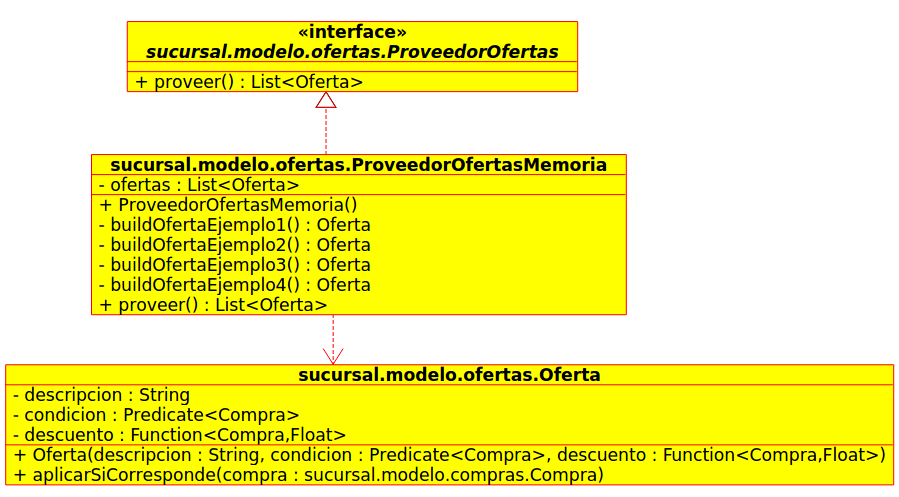 «interface»
sucursal.modelo.ofertas.ProveedorOfertas
+ proveer() : List<Oferta>
sucursal.modelo.ofertas.ProveedorOfertasMemoria
- ofertas : List<Oferta>
+ ProveedorOfertasMemoria()
- buildOfertaEjemplo1() : Oferta
- buildOfertaEjemplo2() : Oferta
- buildOfertaEjemplo3() : Oferta
- buildOfertaEjemplo4() : Oferta
+ proveer() : List<Oferta>
sucursal.modelo.ofertas.Oferta
- descripcion : String
- condicion : Predicate<Compra>
- descuento : Function<Compra,Float>
+ Oferta(descripcion : String, condicion : Predicate<Compra>, descuento : Function<Compra,Float>)
+ aplicarSiCorresponde(compra : sucursal.modelo.compras.Compra)